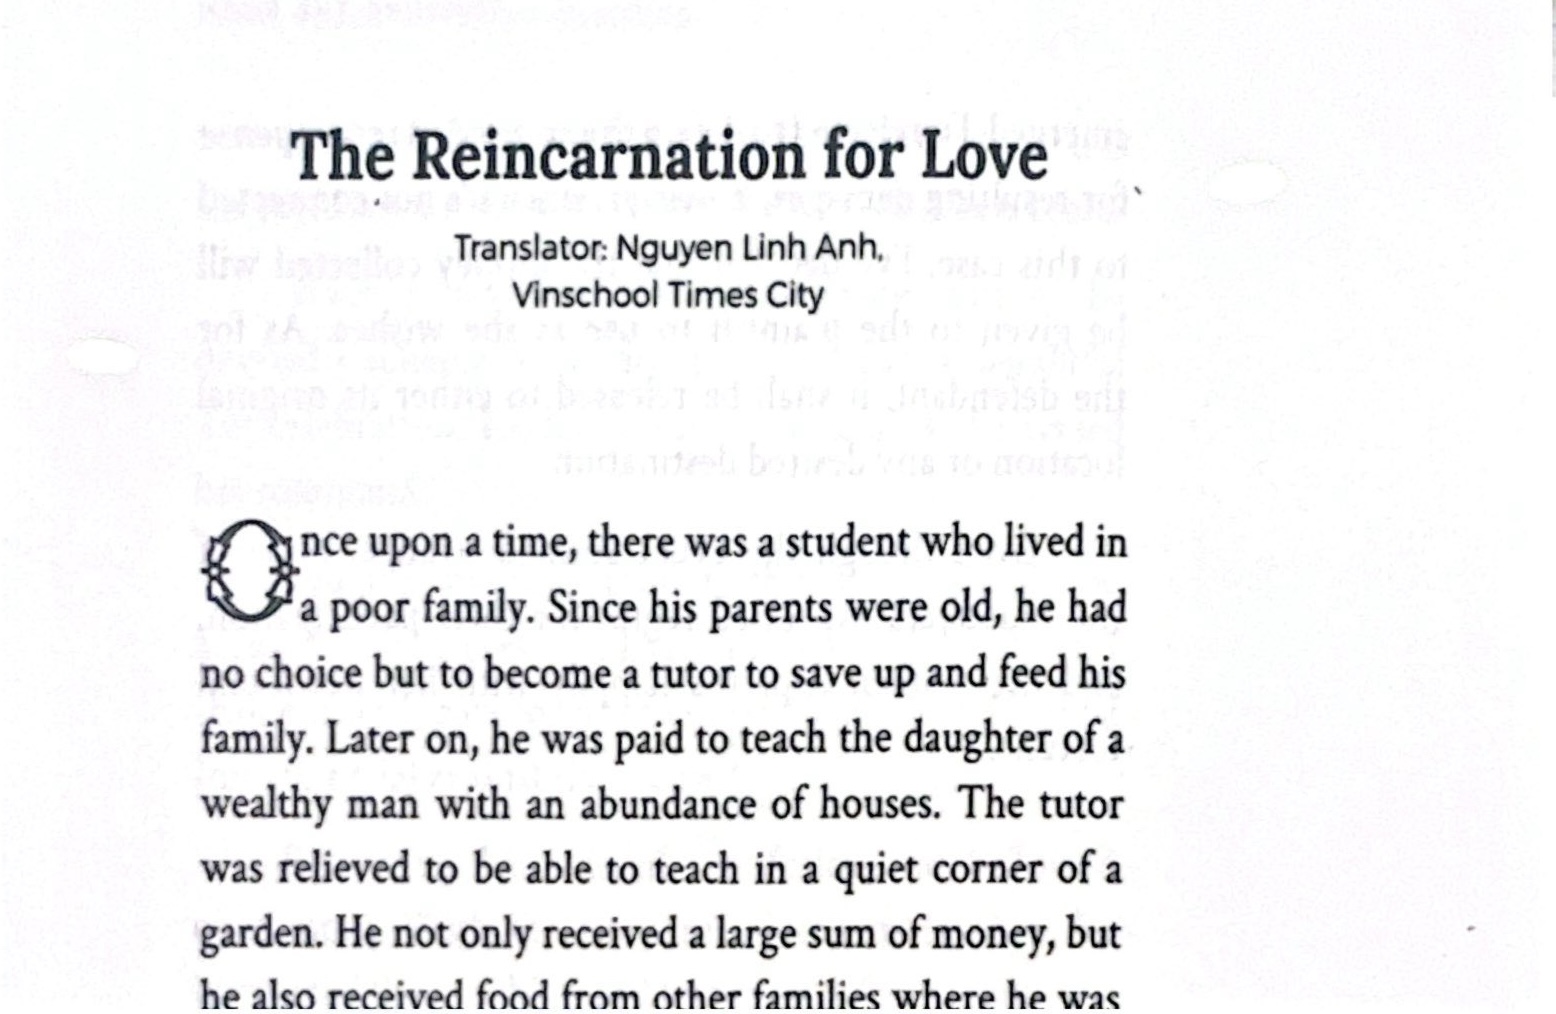 The Reincarnation for Love
Translator: Nguyen Linh Anh,
Vinschool Times City
Once upon a time, there was a student who lived in
a poor family. Since his parents were old, he had
no choice but to become a tutor to save up and feed his
family. Later on, he was paid to teach the daughter of a
wealthy man with an abundance of houses. The tutor
was relieved to be able to teach in a quiet corner of a
garden. He not only received a large sum of money, but
he also received food from other families where he was